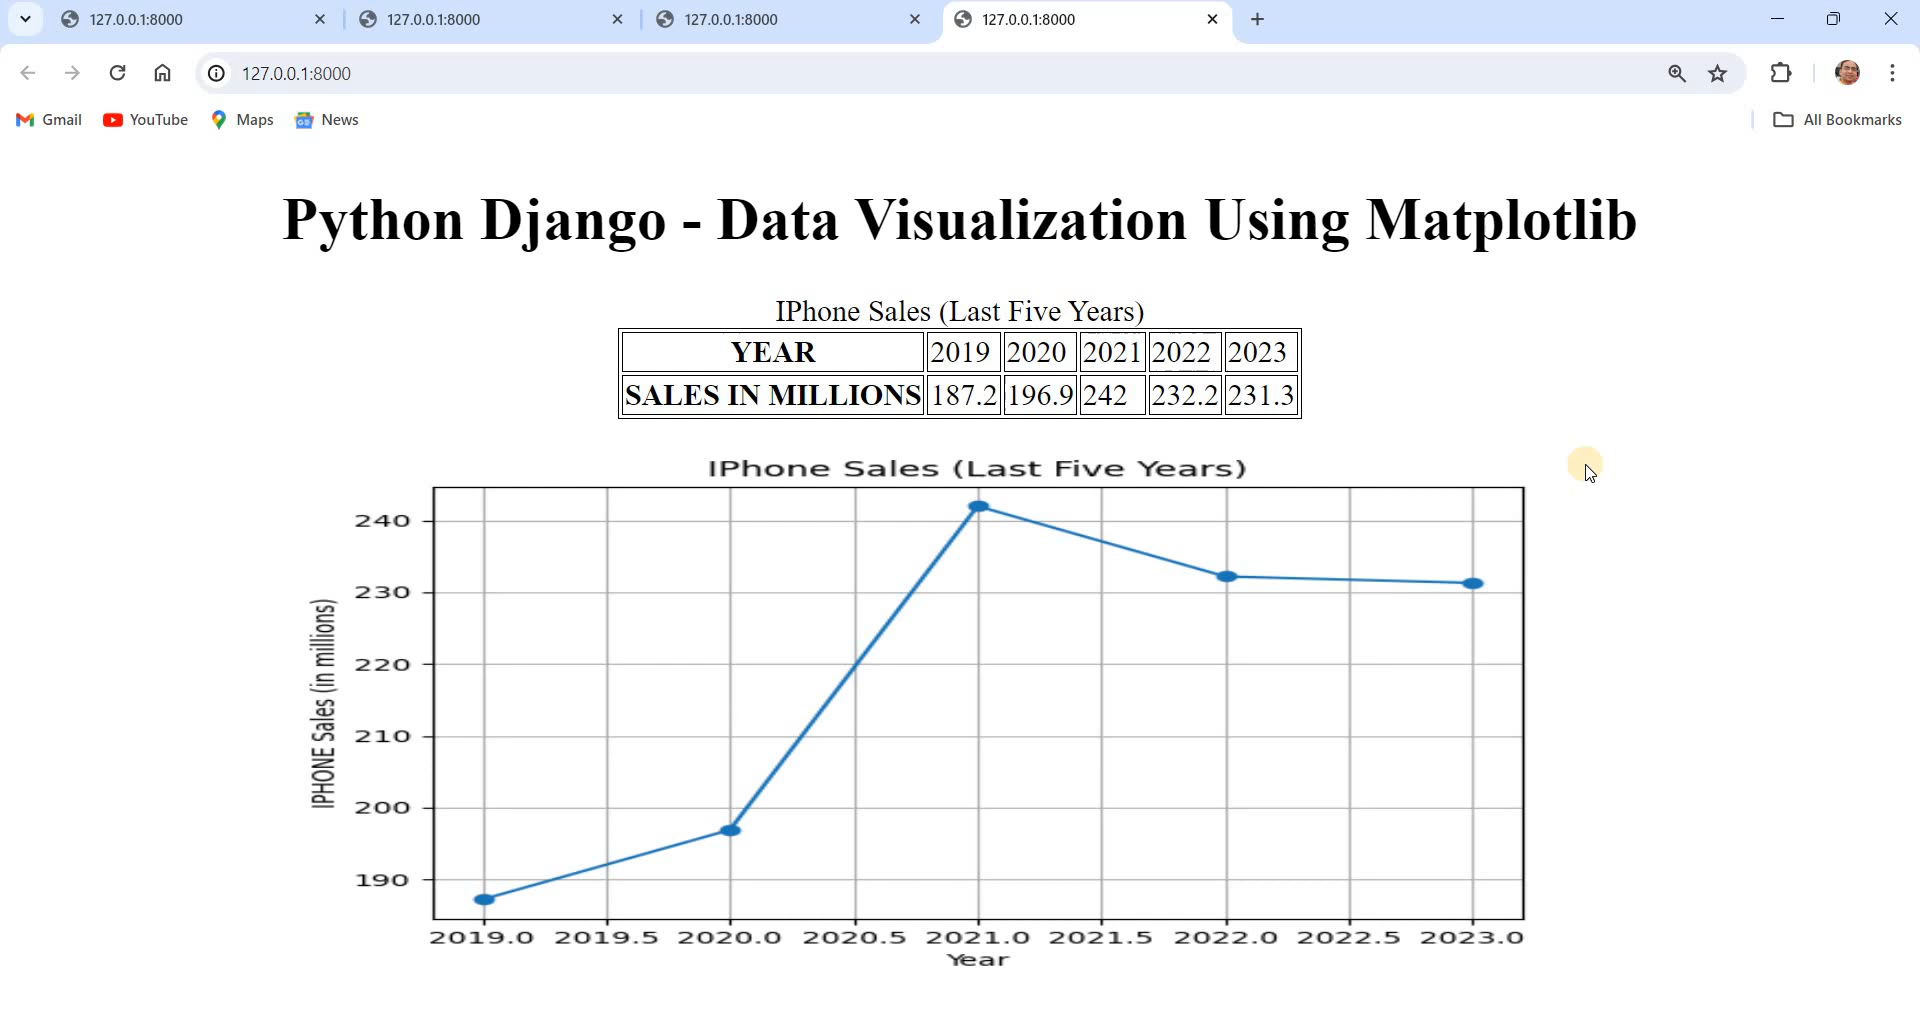 127.0.0.1:8000 127.0.0.1:8000 127.0.0.1:8000 127.0.0.1:8000
127.0.0.1:8000
Gmail YouTube Maps News All Bookmarks
Python Django - Data Visualization Using Matplotlib
IPhone Sales (Last Five Years)
YEAR 2019 2020 2021 2022 2023
SALES IN MILLIONS 187.2 196.9 242 232.2 231.3
IPhone Sales (Last Five Years)
IPHONE Sales (in millions)
240
230
220
210
200
190
2019.0 2019.5 2020.0 2020.5 2021.0 2021.5 2022.0 2022.5 2023.0
Year